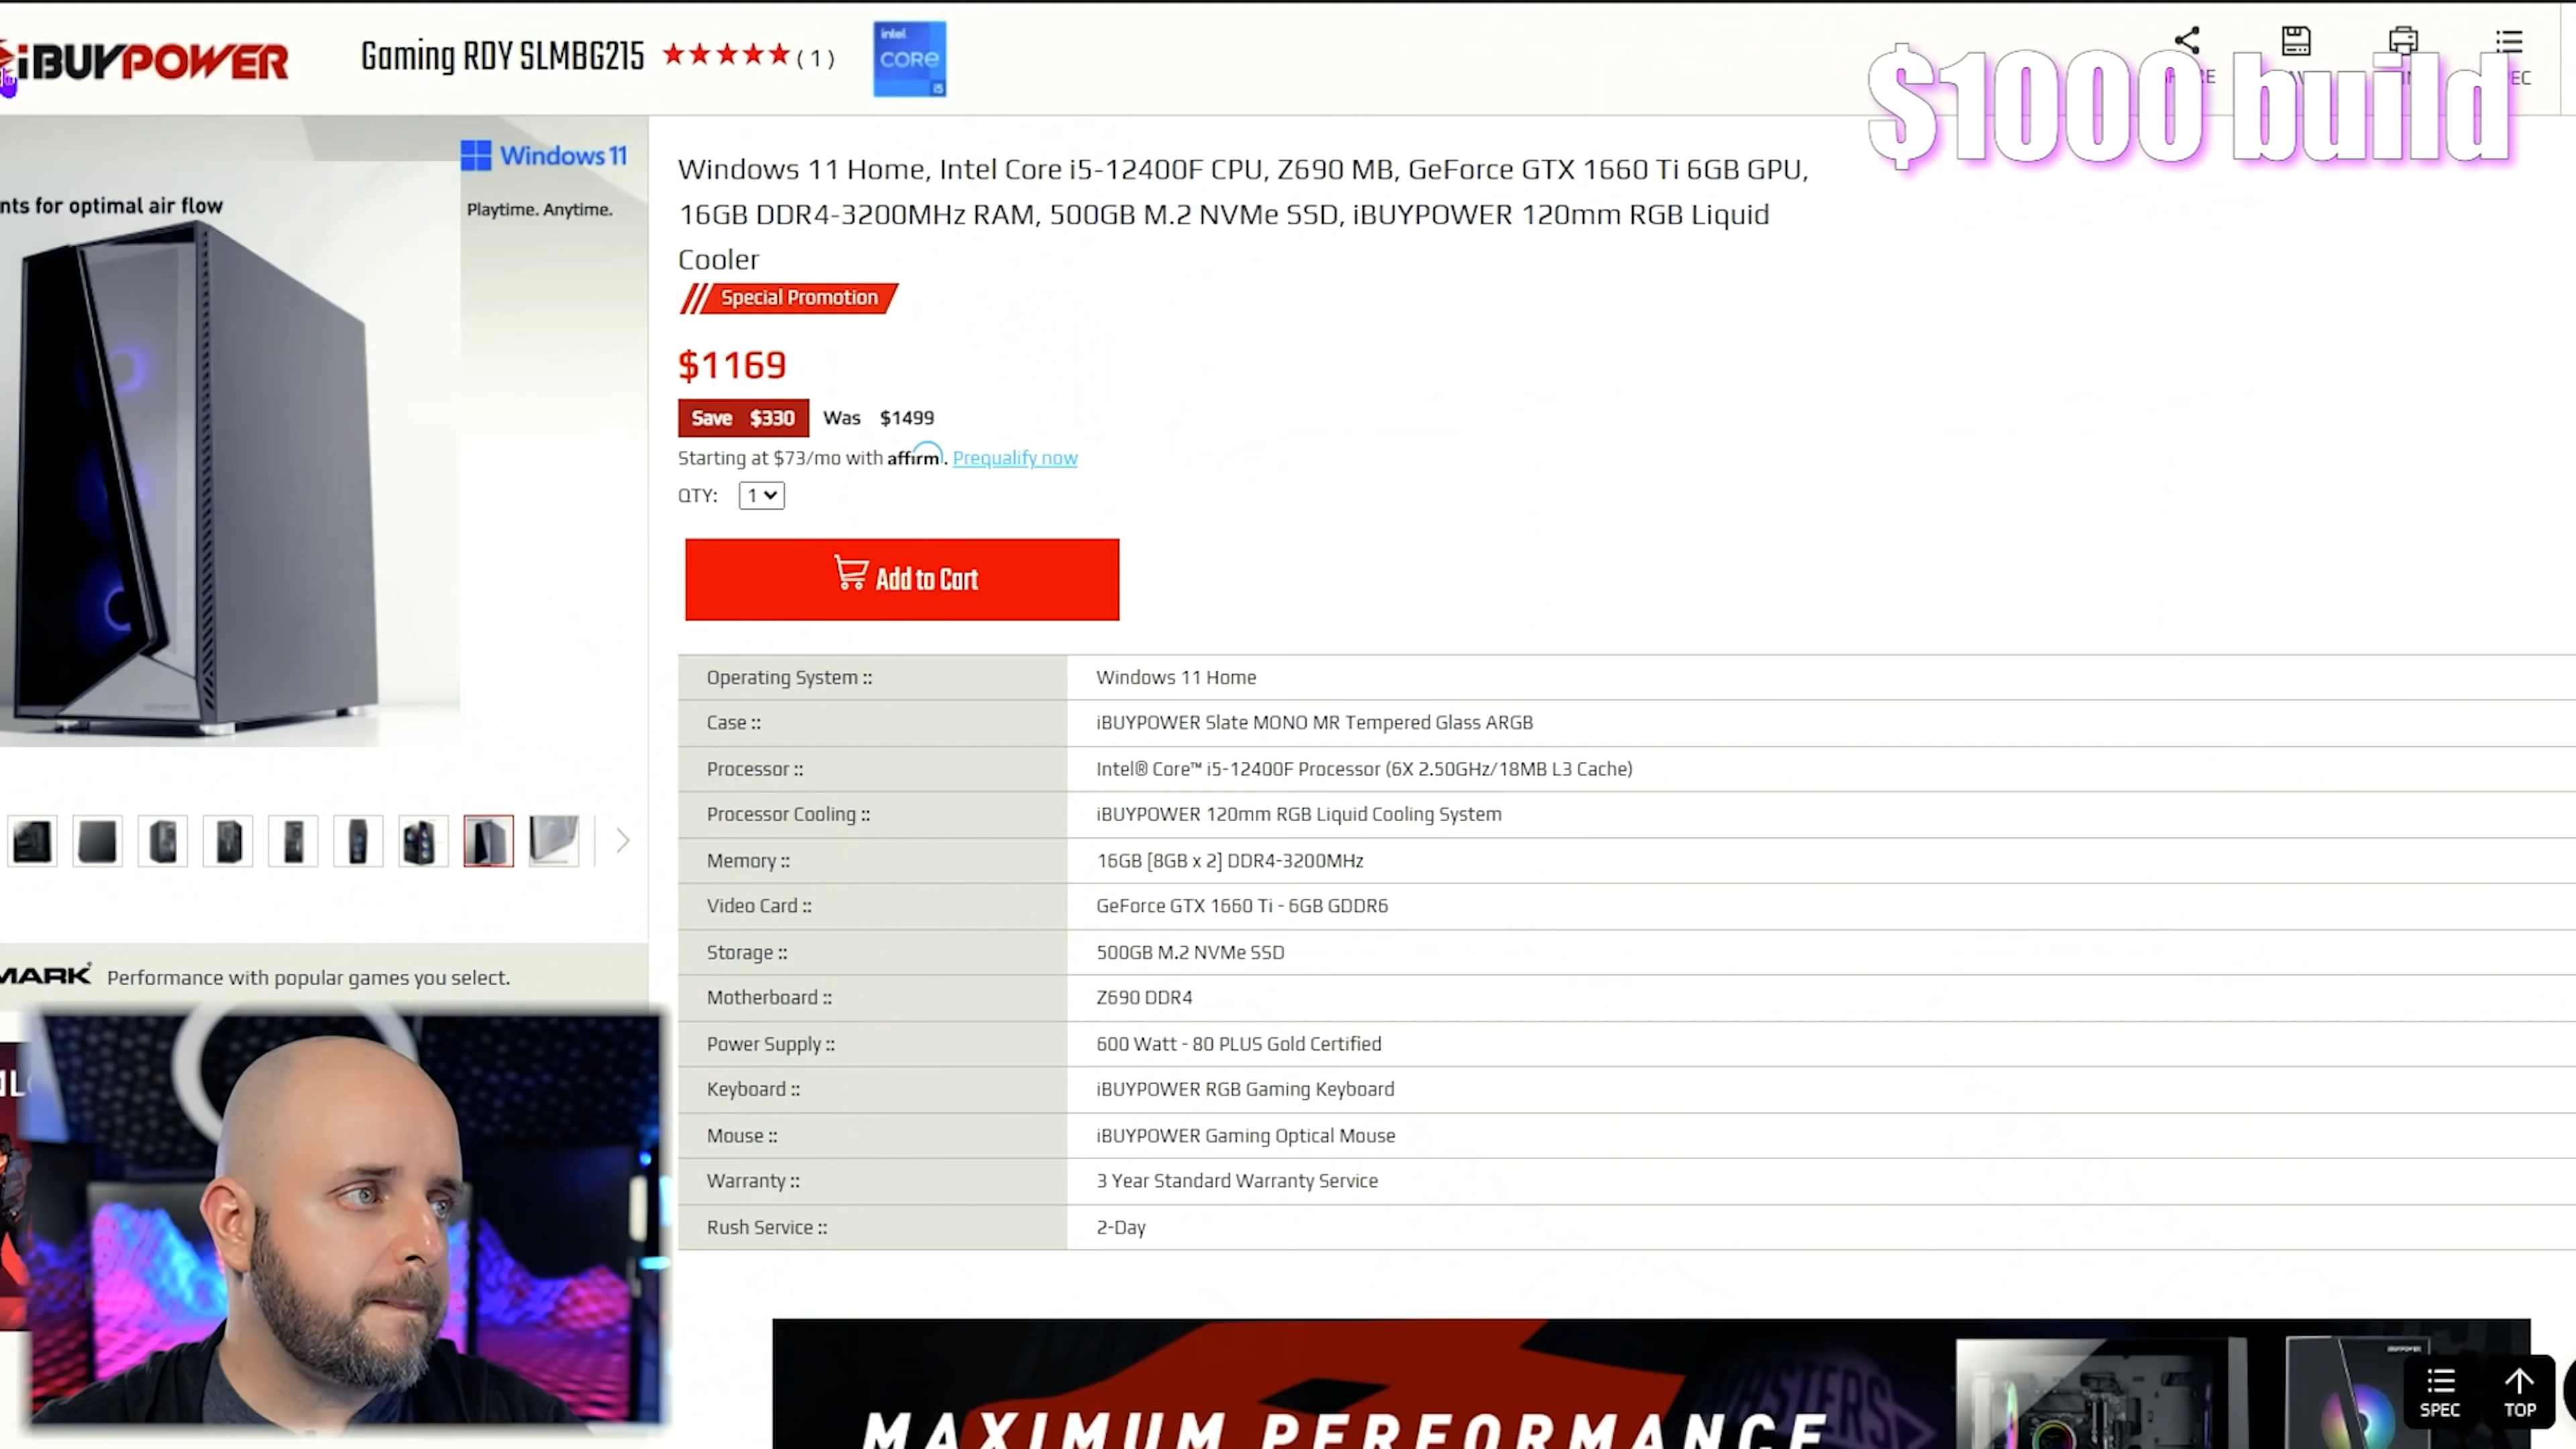 iBUYPOWER
Gaming RDY SLMBG215 ★★★★★ (1)
intel
CORE
i5
$1000 build
Windows 11
Playtime. Anytime.
nts for optimal air flow
Windows 11 Home, Intel Core i5-12400F CPU, Z690 MB, GeForce GTX 1660 Ti 6GB GPU,
16GB DDR4-3200MHz RAM, 500GB M.2 NVMe SSD, iBUYPOWER 120mm RGB Liquid
Cooler
Special Promotion
$1169
Save $330 Was $1499
Starting at $73/mo with affirm. Prequalify now
QTY: 1
Add to Cart
Operating System :: Windows 11 Home
Case :: iBUYPOWER Slate MONO MR Tempered Glass ARGB
Processor :: Intel® Core™ i5-12400F Processor (6X 2.50GHz/18MB L3 Cache)
Processor Cooling :: iBUYPOWER 120mm RGB Liquid Cooling System
Memory :: 16GB [8GB x 2] DDR4-3200MHz
Video Card :: GeForce GTX 1660 Ti - 6GB GDDR6
Storage :: 500GB M.2 NVMe SSD
Motherboard :: Z690 DDR4
Power Supply :: 600 Watt - 80 PLUS Gold Certified
Keyboard :: iBUYPOWER RGB Gaming Keyboard
Mouse :: iBUYPOWER Gaming Optical Mouse
Warranty :: 3 Year Standard Warranty Service
Rush Service :: 2-Day
MARK® Performance with popular games you select.
MAXIMUM PERFORMANCE
SPEC
TOP